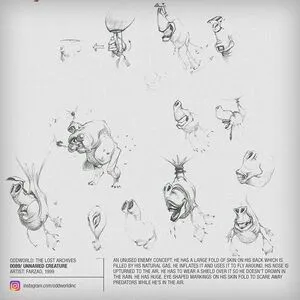 ODDWORLD: THE LOST ARCHIVES
OOBS/ UNNAMED CREATURE
ARTIST: FARZAD, 1999
instagram.com/oddworldinc
AN UNUSED ENEMY CONCEPT. HE HAS A LARGE FOLD OF SKIN ON HIS BACK WHICH IS
FILLED BY HIS NATURAL GAS. HE INFLATES IT AND USES IT TO FLY AROUND. HIS NOSE IS
UPTURNED TO THE AIR. HE HAS TO WEAR A SHIELD OVER IT SO HE DOESN'T DROWN IN
THE RAIN. HE HAS HUGE, EYE SHAPED MARKINGS ON HIS SKIN FOLD TO SCARE AWAY
PREDATORS WHILE HE'S IN THE AIR.